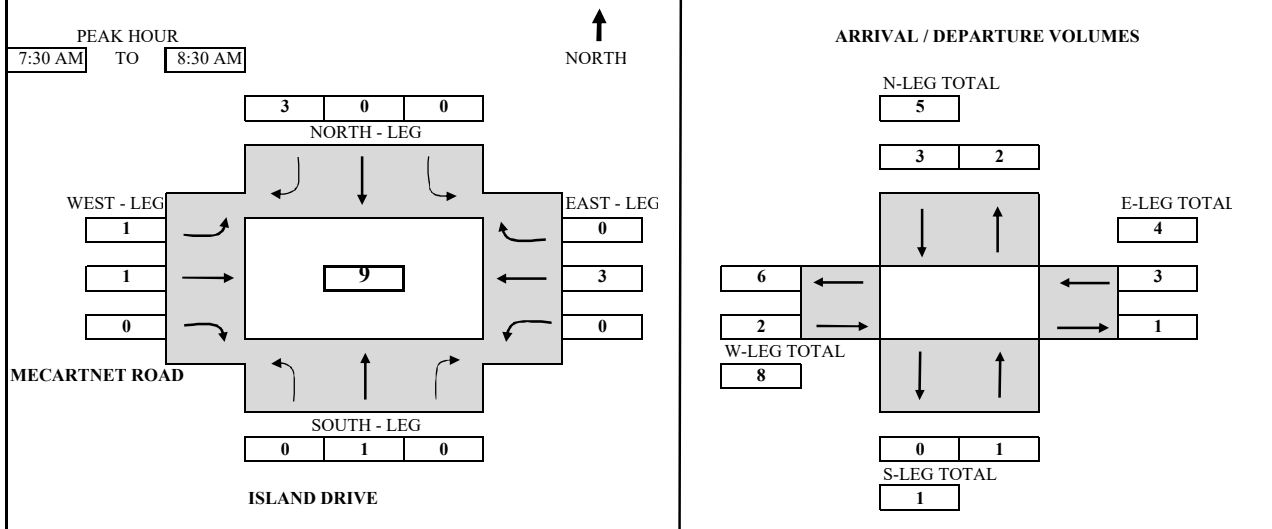 PEAK HOUR
7:30 AM TO 8:30 AM
NORTH
3 0 0
NORTH - LEG
WEST - LEG
EAST - LEG
1
0
1
9
3
0
0
MECARTNET ROAD
SOUTH - LEG
0 1 0
ISLAND DRIVE
ARRIVAL / DEPARTURE VOLUMES
N-LEG TOTAL
5
3 2
E-LEG TOTAL
4
6
3
2
1
W-LEG TOTAL
8
0 1
S-LEG TOTAL
1